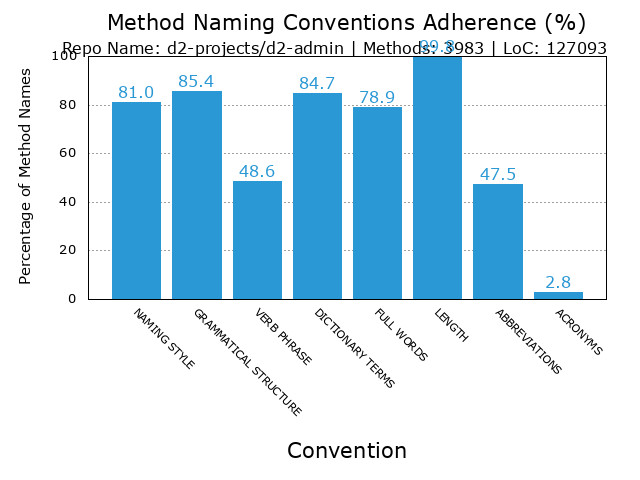 Method Naming Conventions Adherence (%)
Repo Name: d2-projects/d2-admin | Methods: 3983 | LoC: 127093
Percentage of Method Names
100
80
60
40
20
0
81.0
85.4
48.6
84.7
78.9
99.8
47.5
2.8
NAMING STYLE
GRAMMATICAL STRUCTURE
VERB PHRASE
DICTIONARY TERMS
FULL WORDS
LENGTH
ABBREVIATIONS
ACRONYMS
Convention